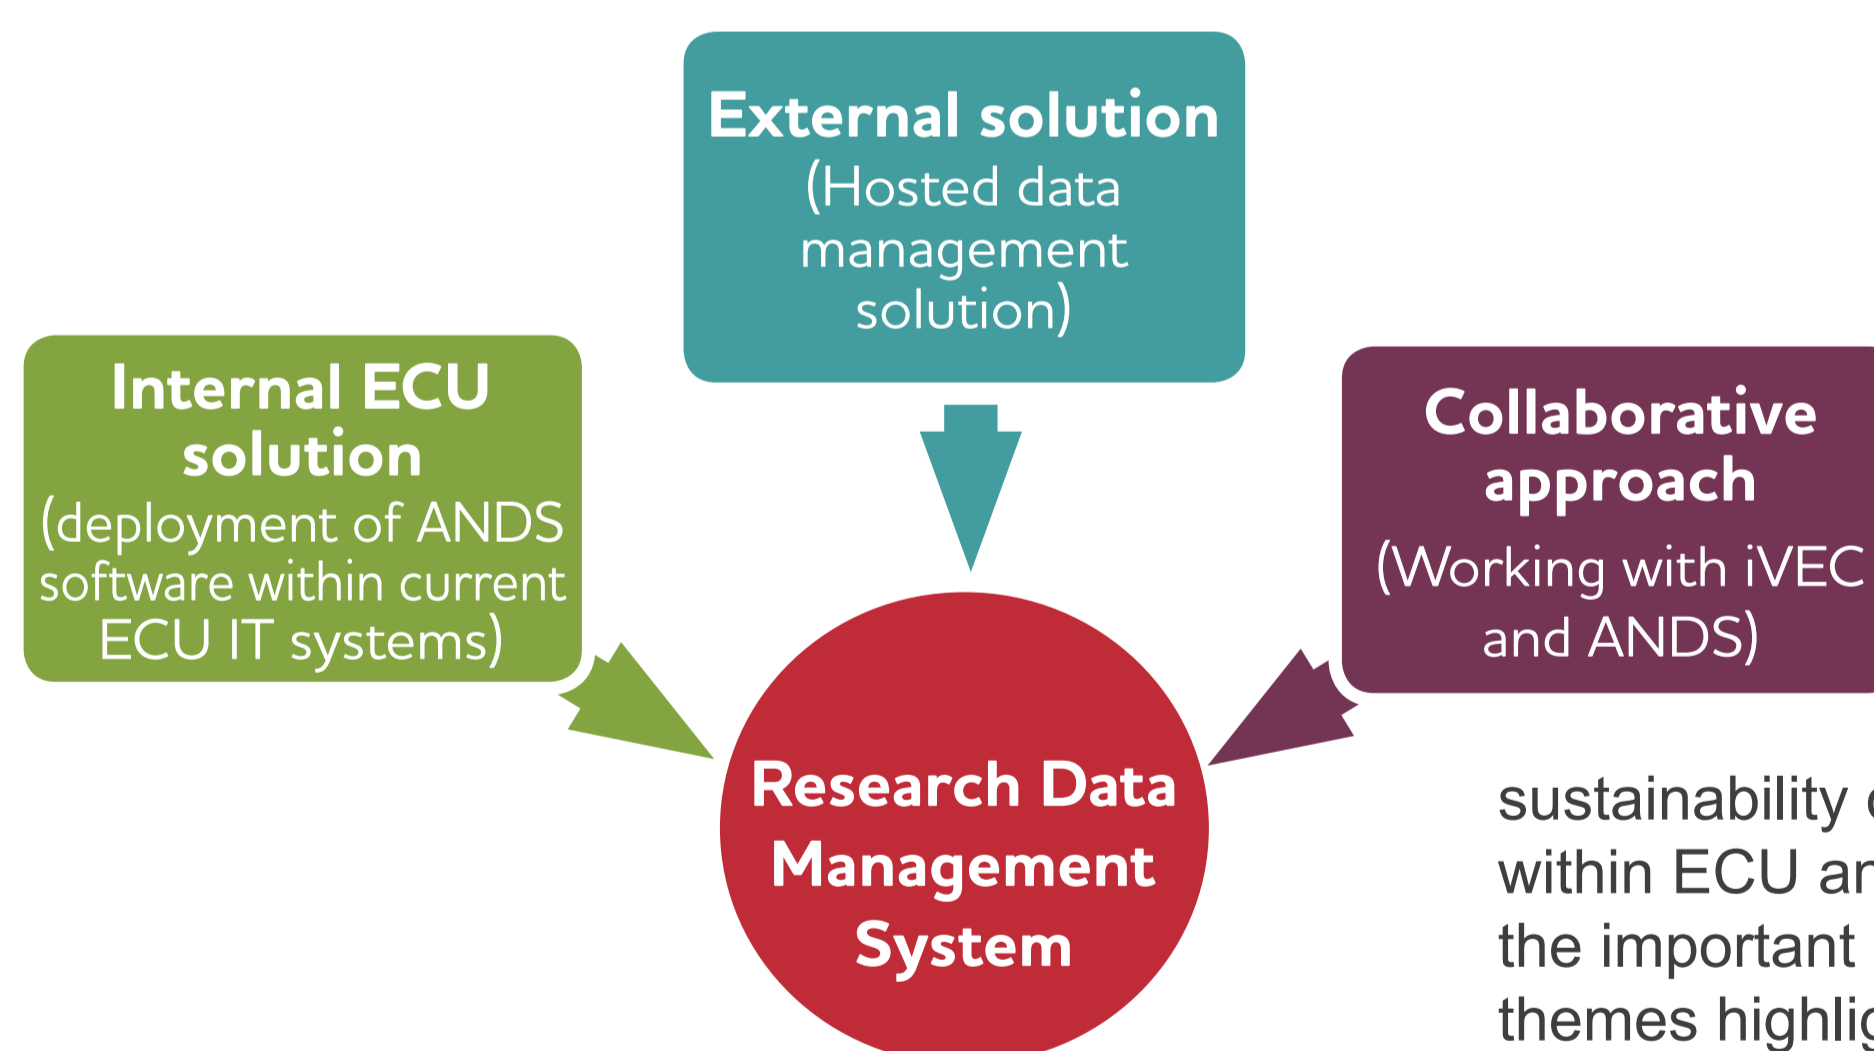 External solution
(Hosted data
management
solution)
Internal ECU
solution
(deployment of ANDS
software within current
ECU IT systems)
Collaborative
approach
(Working with iVEC
and ANDS)
Research Data
Management
System
sustainability
within ECU
the important
themes